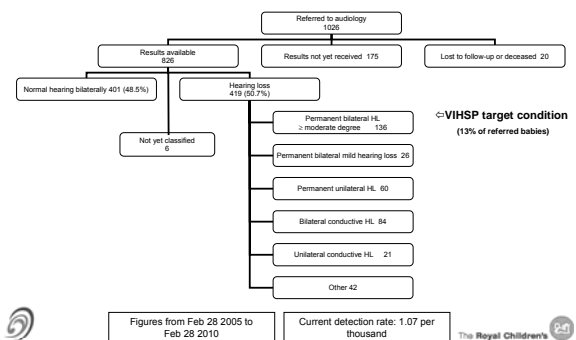 Referred to audiology
1026
Results available
826
Results not yet received 175
Lost to follow-up or deceased 20
Normal hearing bilaterally 401 (48.5%)
Hearing loss
419 (50.7%)
Not yet classified
6
Permanent bilateral HL
≥ moderate degree 136
⇦VIHSP target condition
(13% of referred babies)
Permanent bilateral mild hearing loss 26
Permanent unilateral HL 60
Bilateral conductive HL 84
Unilateral conductive HL 21
Other 42
Figures from Feb 28 2005 to
Feb 28 2010
Current detection rate: 1.07 per
thousand
The Royal Children's